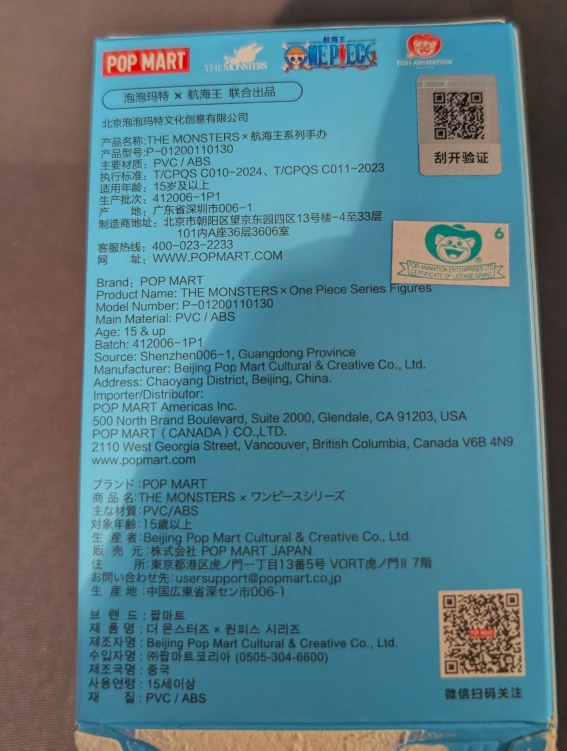 POP MART
THE MONSTERS
航海王
ONE PIECE
TOEI ANIMATION
泡泡玛特 × 航海王 联合出品
刮开验证
北京泡泡玛特文化创意有限公司
产品名称:THE MONSTERS×航海王系列手办
产品型号:P-01200110130
主要材质: PVC / ABS
执行标准: T/CPQS C010-2024、T/CPQS C011-2023
适用年龄: 15岁及以上
生产批次: 412006-1P1
产 地: 广东省深圳市006-1
制造商地址: 北京市朝阳区望京东园四区13号楼-4至33层
101内A座36层3606室
客服热线: 400-023-2233
网 址: WWW.POPMART.COM
6
TOEI ANIMATION ENTERPRISES LTD
CERTIFICATE OF LICENSE GRANT
Brand: POP MART
Product Name: THE MONSTERS×One Piece Series Figures
Model Number: P-01200110130
Main Material: PVC / ABS
Age: 15 & up
Batch: 412006-1P1
Source: Shenzhen006-1, Guangdong Province
Manufacturer: Beijing Pop Mart Cultural & Creative Co., Ltd.
Address: Chaoyang District, Beijing, China.
Importer/Distributor:
POP MART Americas Inc.
500 North Brand Boulevard, Suite 2000, Glendale, CA 91203, USA
POP MART (CANADA) CO.,LTD.
2110 West Georgia Street, Vancouver, British Columbia, Canada V6B 4N9
www.popmart.com
ブランド:POP MART
商 品 名:THE MONSTERS × ワンピースシリーズ
主な材質:PVC/ABS
対象年齢:15歳以上
生 産 者:Beijing Pop Mart Cultural & Creative Co., Ltd.
販 売 元:株式会社 POP MART JAPAN
住 所:東京都港区虎ノ門一丁目13番5号 VORT虎ノ門II 7階
お問い合わせ先:usersupport@popmart.co.jp
生 産 地:中国広東省深セン市006-1
브 랜 드 : 팝마트
제 품 명 : 더 몬스터즈 × 원피스 시리즈
제조자명 : Beijing Pop Mart Cultural & Creative Co., Ltd.
수입자명 : ㈜팝마트코리아 (0505-304-6600)
제조국명 : 중국
사용연령 : 15세이상
재 질 : PVC / ABS
POP MART
微信扫码关注